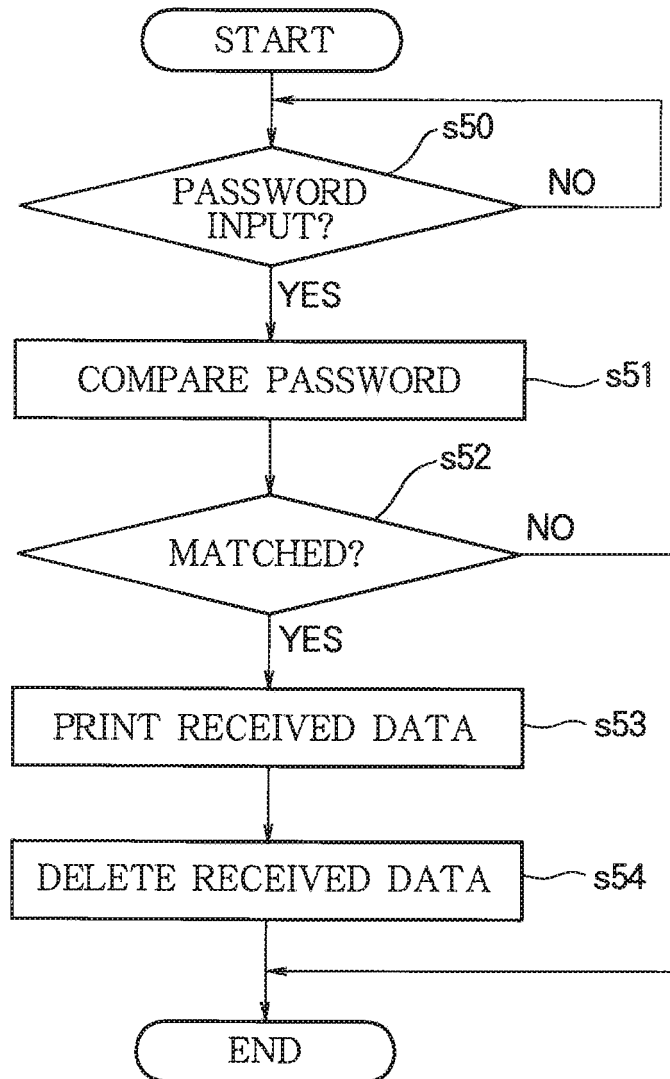 START
s50
PASSWORD
INPUT?
NO
YES
COMPARE PASSWORD
s51
s52
MATCHED?
NO
YES
PRINT RECEIVED DATA
s53
DELETE RECEIVED DATA
s54
END